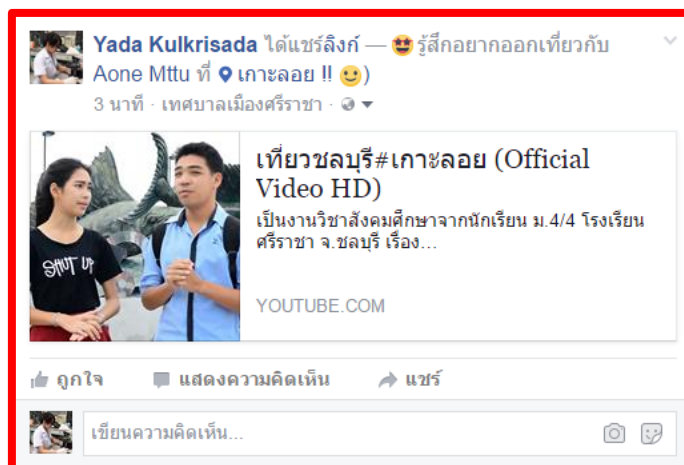 Yada Kulkrisada ได้แชร์ลิงก์ — 🤩 รู้สึกอยากออกเที่ยวกับ
Aone Mttu ที่ เกาะลอย !! 🙂)
3 นาที · เทศบาลเมืองศรีราชา ·
เที่ยวชลบุรี#เกาะลอย (Official
Video HD)
เป็นงานวิชาสังคมศึกษาจากนักเรียน ม.4/4 โรงเรียน
ศรีราชา จ.ชลบุรี เรื่อง…
YOUTUBE.COM
SHUT UP
ถูกใจ แสดงความคิดเห็น แชร์
เขียนความคิดเห็น...